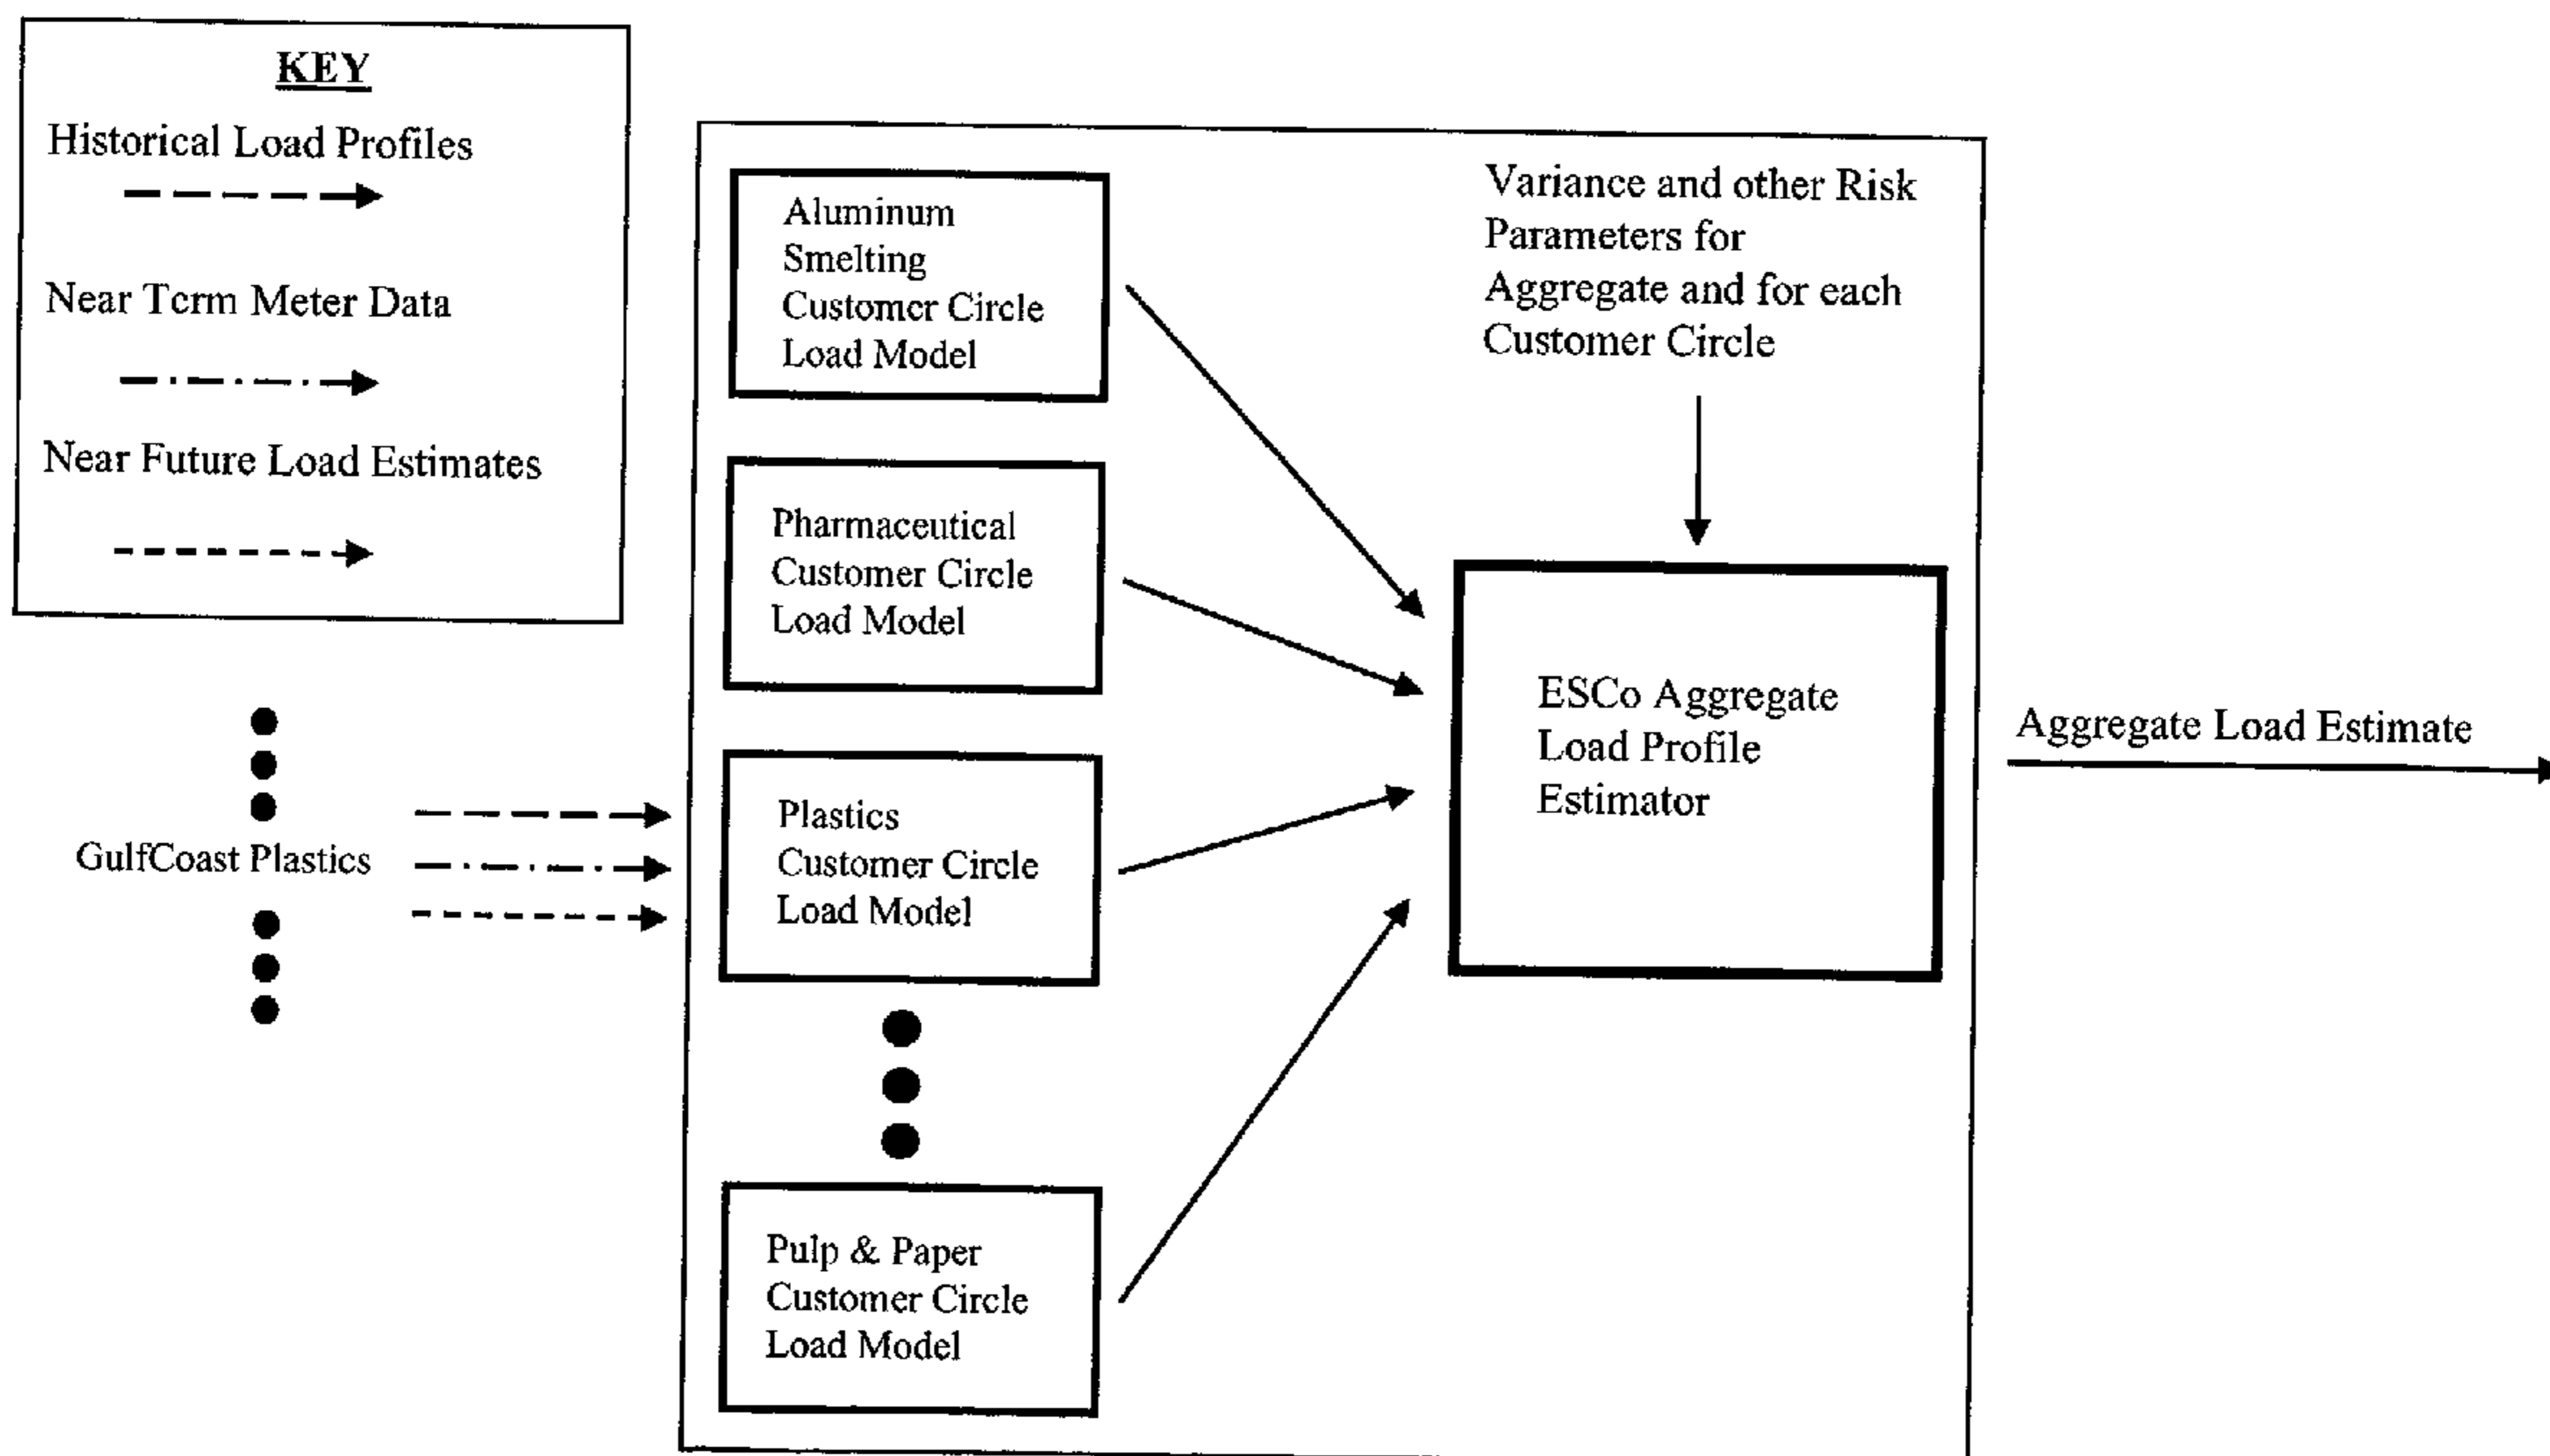 KEY
Historical Load Profiles
Near Term Meter Data
Near Future Load Estimates
GulfCoast Plastics
Aluminum
Smelting
Customer Circle
Load Model
Pharmaceutical
Customer Circle
Load Model
Plastics
Customer Circle
Load Model
Pulp & Paper
Customer Circle
Load Model
Variance and other Risk
Parameters for
Aggregate and for each
Customer Circle
ESCo Aggregate
Load Profile
Estimator
Aggregate Load Estimate